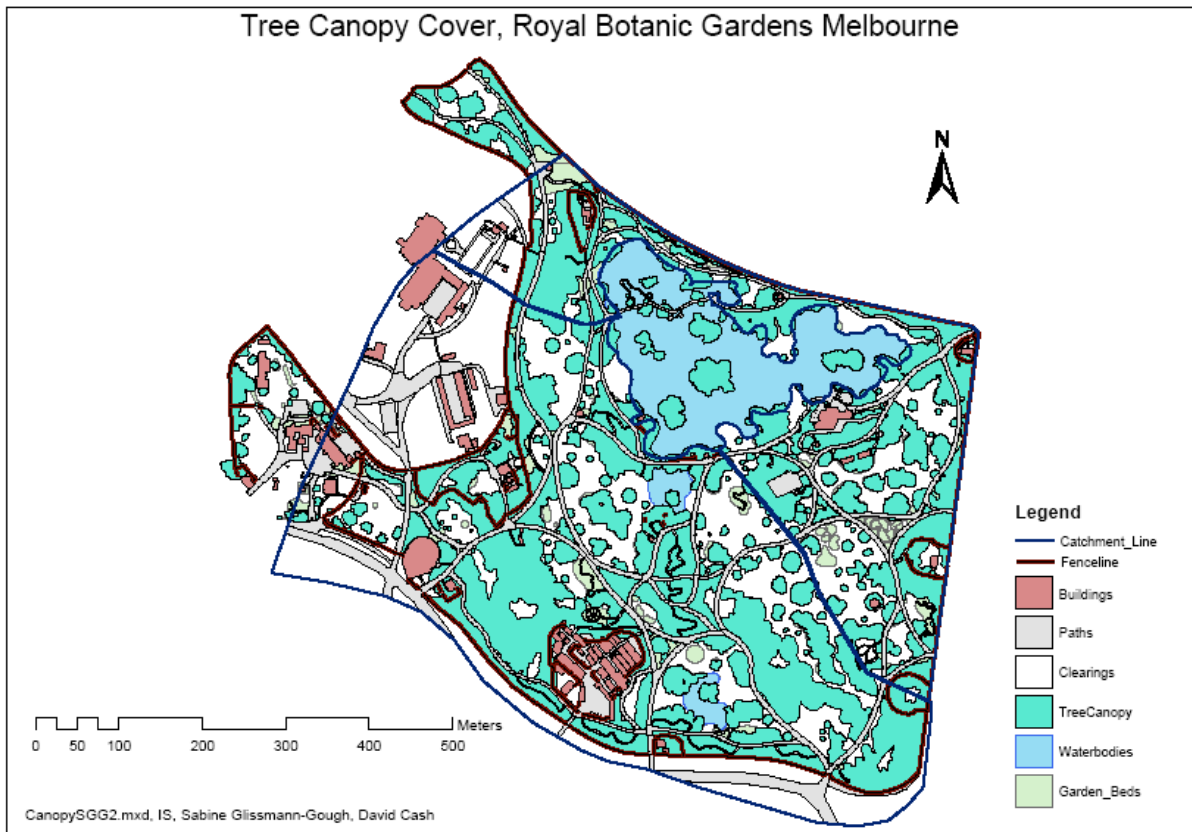 Tree Canopy Cover, Royal Botanic Gardens Melbourne
N
Legend
Catchment_Line
Fenceline
Buildings
Paths
Clearings
TreeCanopy
Waterbodies
Garden_Beds
Meters
0 50 100 200 300 400 500
CanopySGG2.mxd, IS, Sabine Glissmann-Gough, David Cash